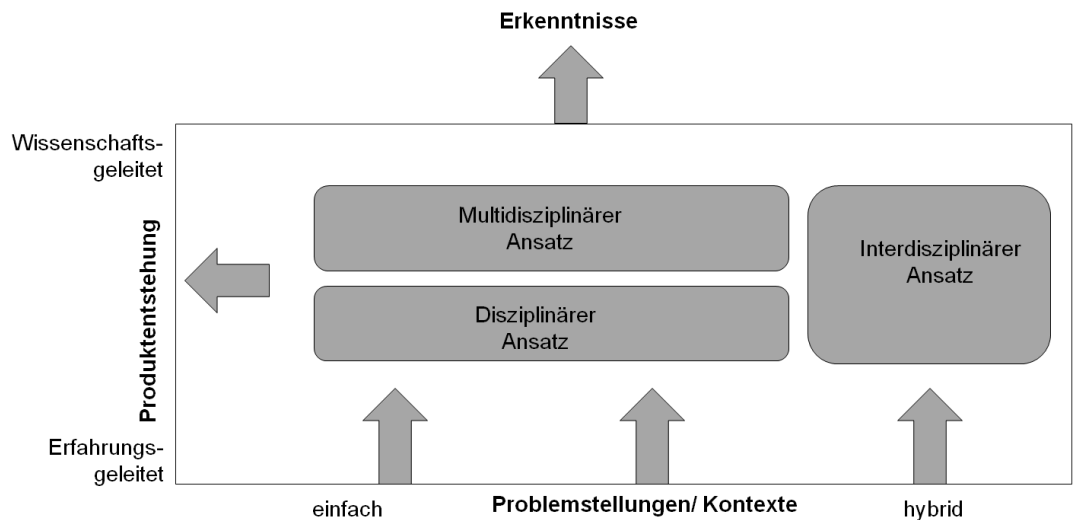 Erkenntnisse
Wissenschafts-
geleitet
Multidisziplinärer
Ansatz
Interdisziplinärer
Ansatz
Produktentstehung
Disziplinärer
Ansatz
Erfahrungs-
geleitet
einfach
Problemstellungen/ Kontexte
hybrid